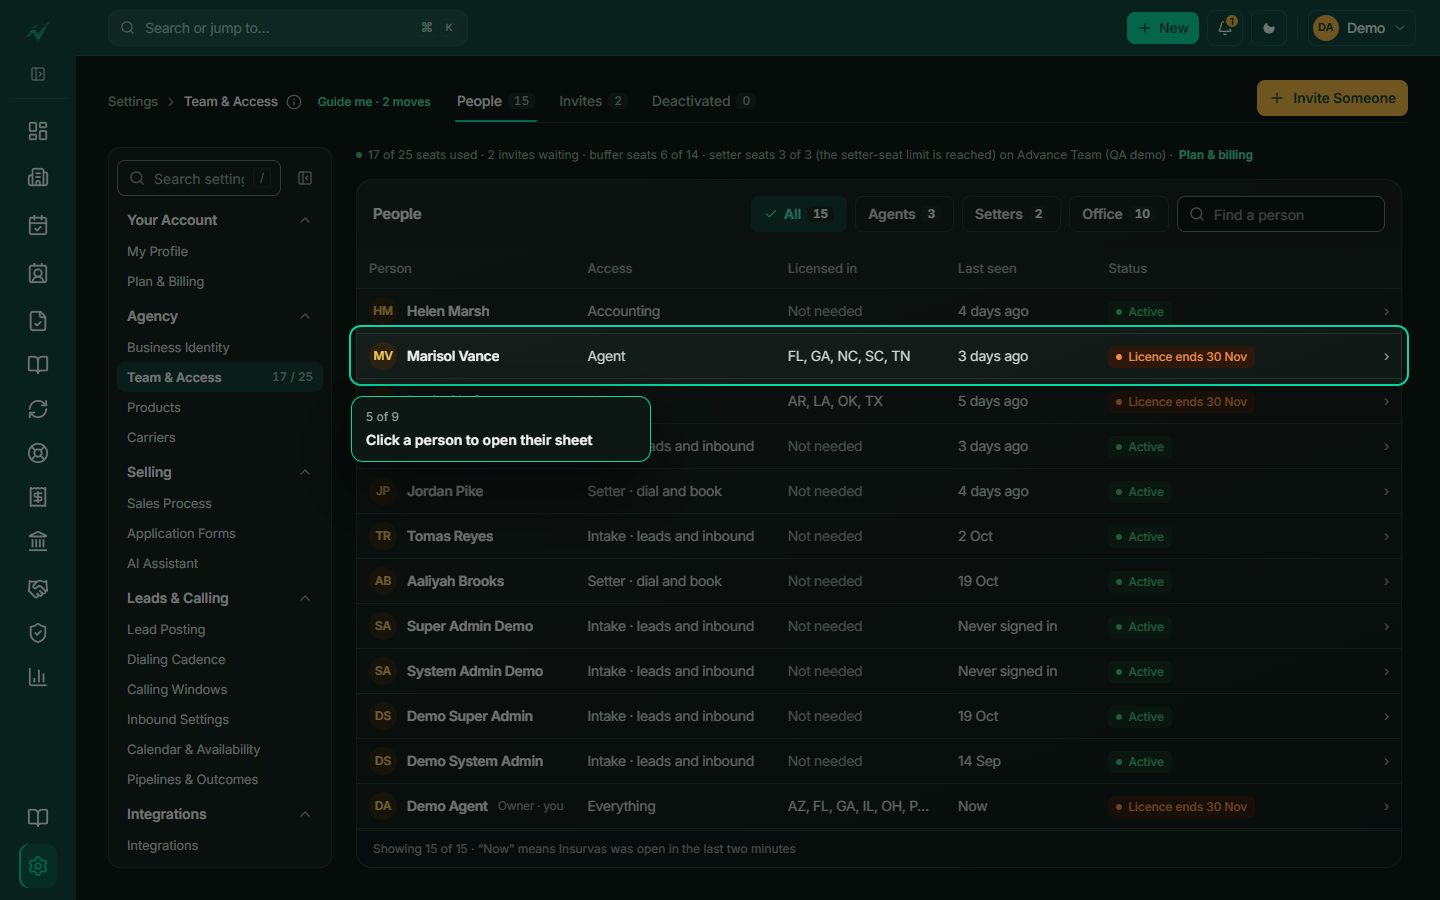 Search or jump to...
⌘ K
+ New
1
DA Demo
Settings > Team & Access
Guide me · 2 moves
People 15
Invites 2
Deactivated 0
+ Invite Someone
17 of 25 seats used · 2 invites waiting · buffer seats 6 of 14 · setter seats 3 of 3 (the setter-seat limit is reached) on Advance Team (QA demo) · Plan & billing
Search setting /
Your Account
My Profile
Plan & Billing
Agency
Business Identity
Team & Access 17 / 25
Products
Carriers
Selling
Sales Process
Application Forms
AI Assistant
Leads & Calling
Lead Posting
Dialing Cadence
Calling Windows
Inbound Settings
Calendar & Availability
Pipelines & Outcomes
Integrations
Integrations
People
All 15
Agents 3
Setters 2
Office 10
Find a person
Person Access Licensed in Last seen Status
HM Helen Marsh Accounting Not needed 4 days ago Active
MV Marisol Vance Agent FL, GA, NC, SC, TN 3 days ago Licence ends 30 Nov
AR, LA, OK, TX 5 days ago Licence ends 30 Nov
5 of 9
Click a person to open their sheet
and inbound Not needed 3 days ago Active
JP Jordan Pike Setter · dial and book Not needed 4 days ago Active
TR Tomas Reyes Intake · leads and inbound Not needed 2 Oct Active
AB Aaliyah Brooks Setter · dial and book Not needed 19 Oct Active
SA Super Admin Demo Intake · leads and inbound Not needed Never signed in Active
SA System Admin Demo Intake · leads and inbound Not needed Never signed in Active
DS Demo Super Admin Intake · leads and inbound Not needed 19 Oct Active
DS Demo System Admin Intake · leads and inbound Not needed 14 Sep Active
DA Demo Agent Owner · you Everything AZ, FL, GA, IL, OH, P... Now Licence ends 30 Nov
Showing 15 of 15 · “Now” means Insurvas was open in the last two minutes